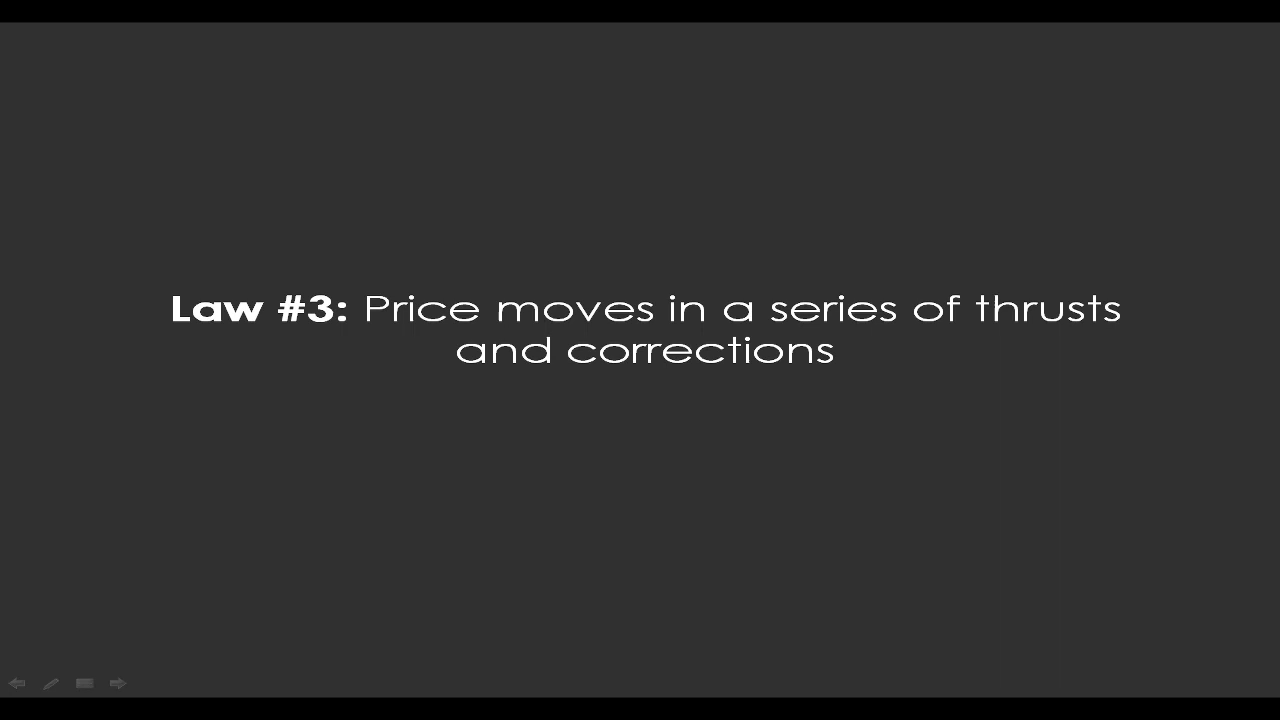 Law #3: Price moves in a series of thrusts
and corrections